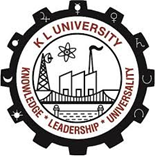 K L UNIVERSITY
KNOWLEDGE * LEADERSHIP * UNIVERSALITY